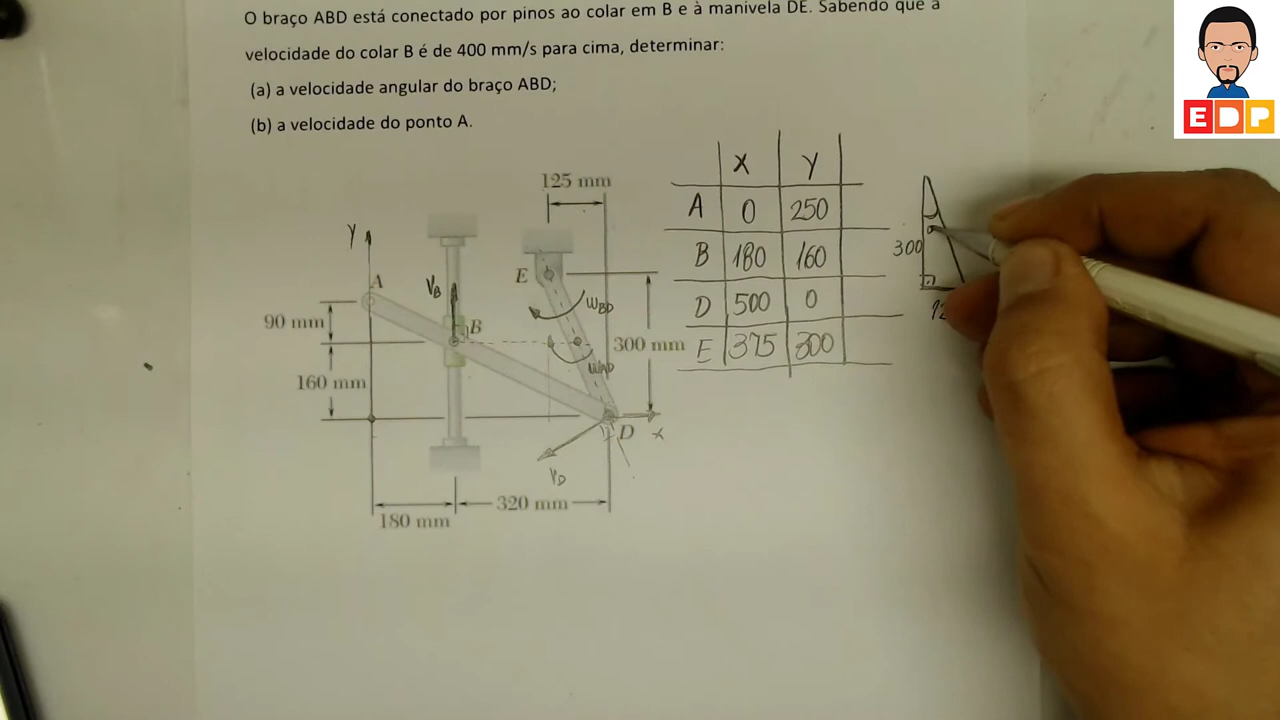 O braço ABD está conectado por pinos ao colar em B e à manivela DE. Sabendo que a
velocidade do colar B é de 400 mm/s para cima, determinar:
(a) a velocidade angular do braço ABD;
(b) a velocidade do ponto A.
EDP
125 mm
Y
A
90 mm
160 mm
V_B
B
E
W_BD
300 mm
D
x
V_D
320 mm
180 mm
X Y
A 0 250
B 180 160
D 500 0
E 375 300
300